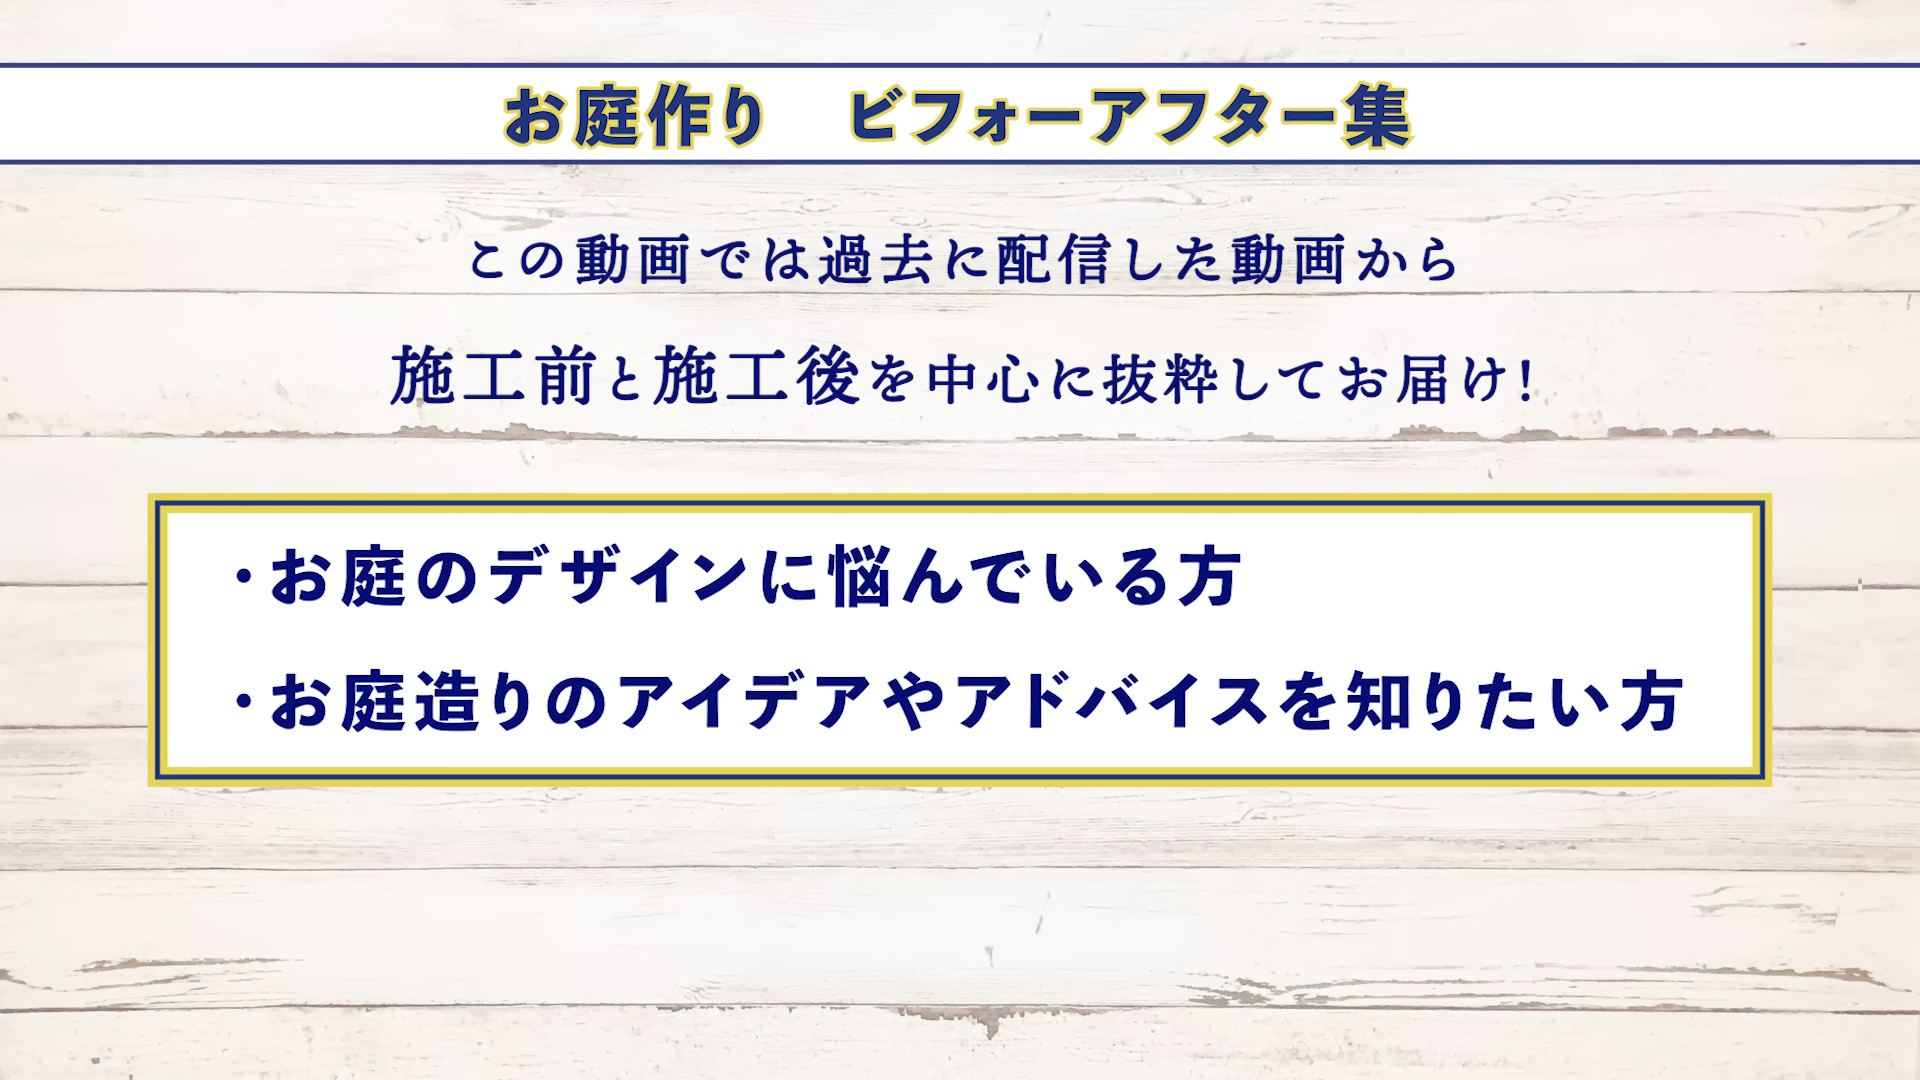 お庭作り　ビフォーアフター集
この動画では過去に配信した動画から
施工前と施工後を中心に抜粋してお届け!
・お庭のデザインに悩んでいる方
・お庭造りのアイデアやアドバイスを知りたい方